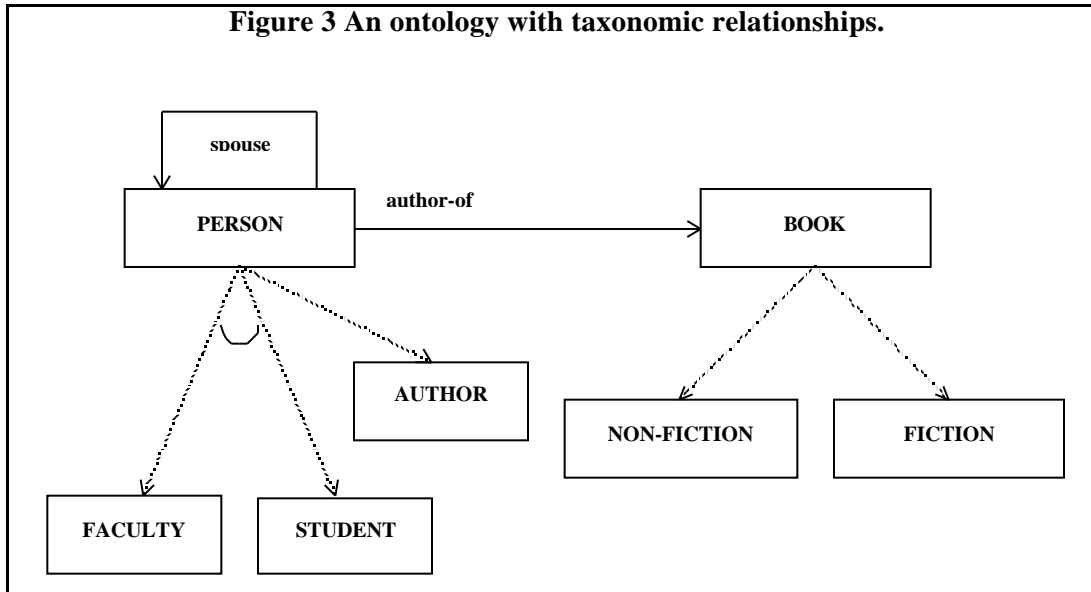 Figure 3 An ontology with taxonomic relationships.
spouse
author-of
PERSON
BOOK
AUTHOR
NON-FICTION
FICTION
FACULTY
STUDENT